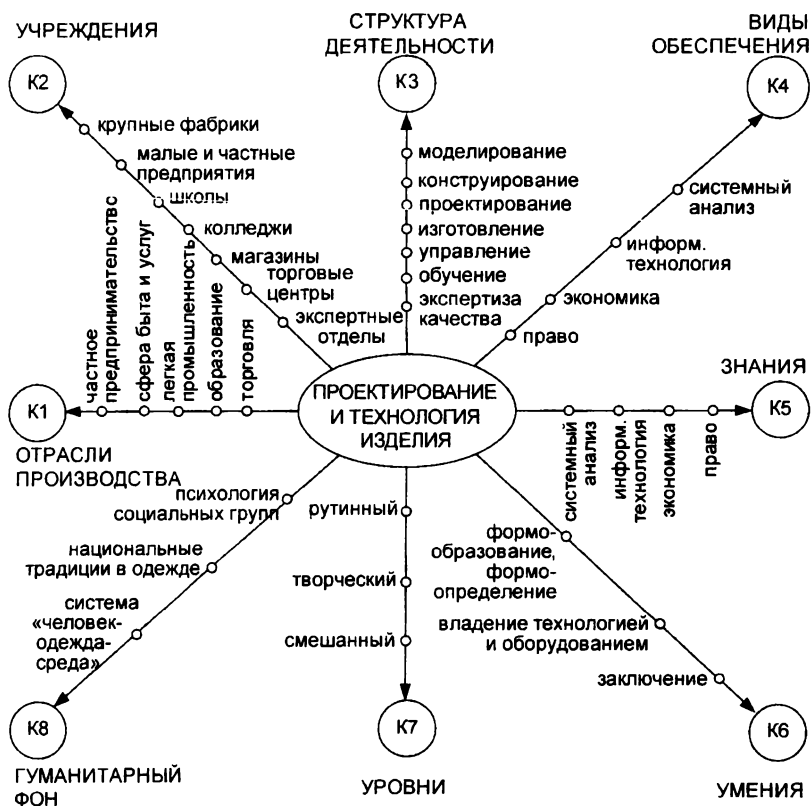 УЧРЕЖДЕНИЯ
К2
СТРУКТУРА
ДЕЯТЕЛЬНОСТИ
К3
ВИДЫ
ОБЕСПЕЧЕНИЯ
К4
крупные фабрики
малые и частные
предприятия
школы
колледжи
магазины
торговые
центры
экспертные
отделы
моделирование
конструирование
проектирование
изготовление
управление
обучение
экспертиза
качества
системный
анализ
информ.
технология
экономика
право
частное
предпринимательство
сфера быта и услуг
легкая
промышленность
образование
торговля
К1
ОТРАСЛИ
ПРОИЗВОДСТВА
ПРОЕКТИРОВАНИЕ
И ТЕХНОЛОГИЯ
ИЗДЕЛИЯ
ЗНАНИЯ
К5
системный
анализ
информ.
технология
экономика
право
психология
социальных групп
национальные
традиции в одежде
система
«человек-
одежда-
среда»
К8
ГУМАНИТАРНЫЙ
ФОН
рутинный
творческий
смешанный
К7
УРОВНИ
формо-
образование,
формо-
определение
владение технологией
и оборудованием
заключение
К6
УМЕНИЯ